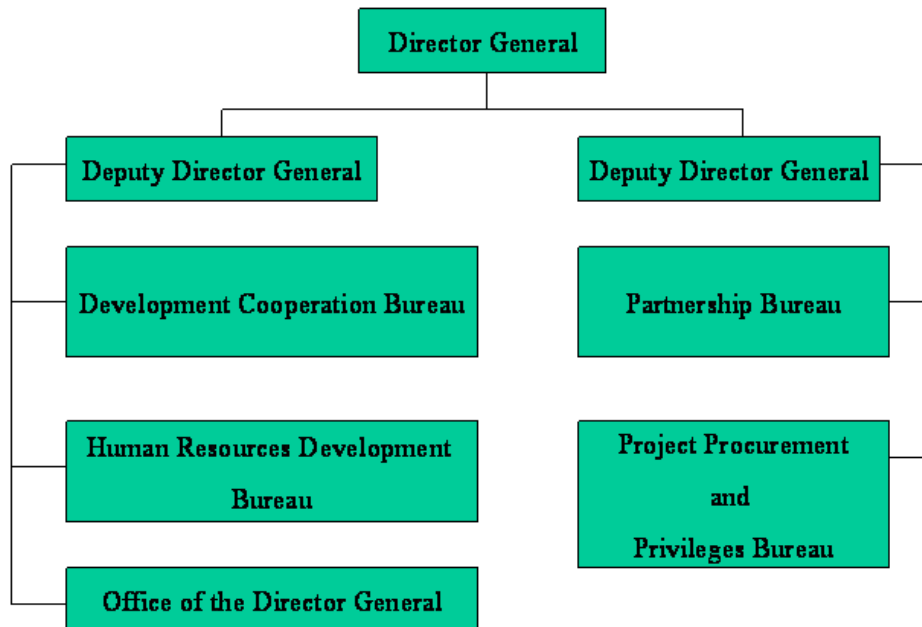 Director General
Deputy Director General
Deputy Director General
Development Cooperation Bureau
Partnership Bureau
Human Resources Development
Bureau
Project Procurement
and
Privileges Bureau
Office of the Director General